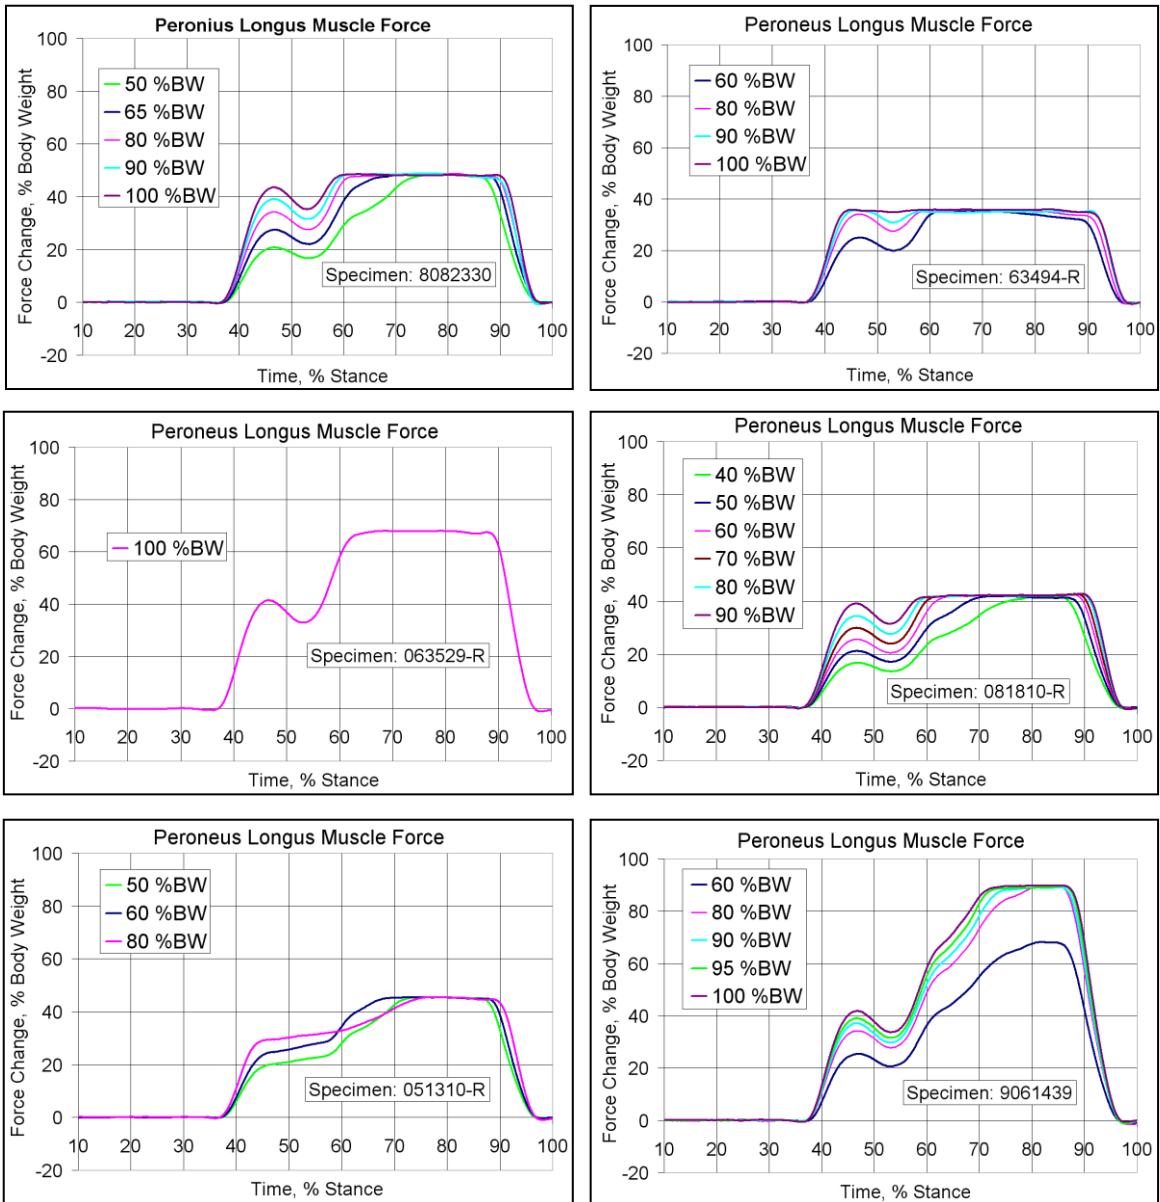 Peronius Longus Muscle Force
Force Change, % Body Weight
100
80
60
40
20
0
-20
50 %BW
65 %BW
80 %BW
90 %BW
100 %BW
Specimen: 8082330
10 20 30 40 50 60 70 80 90 100
Time, % Stance
Peroneus Longus Muscle Force
Force Change, % Body Weight
100
80
60
40
20
0
-20
60 %BW
80 %BW
90 %BW
100 %BW
Specimen: 63494-R
10 20 30 40 50 60 70 80 90 100
Time, % Stance
Peroneus Longus Muscle Force
Force Change, % Body Weight
100
80
60
40
20
0
-20
100 %BW
Specimen: 063529-R
10 20 30 40 50 60 70 80 90 100
Time, % Stance
Peroneus Longus Muscle Force
Force Change, % Body Weight
100
80
60
40
20
0
-20
40 %BW
50 %BW
60 %BW
70 %BW
80 %BW
90 %BW
Specimen: 081810-R
10 20 30 40 50 60 70 80 90 100
Time, % Stance
Peroneus Longus Muscle Force
Force Change, % Body Weight
100
80
60
40
20
0
-20
50 %BW
60 %BW
80 %BW
Specimen: 051310-R
10 20 30 40 50 60 70 80 90 100
Time, % Stance
Peroneus Longus Muscle Force
Force Change, % Body Weight
100
80
60
40
20
0
-20
60 %BW
80 %BW
90 %BW
95 %BW
100 %BW
Specimen: 9061439
10 20 30 40 50 60 70 80 90 100
Time, % Stance